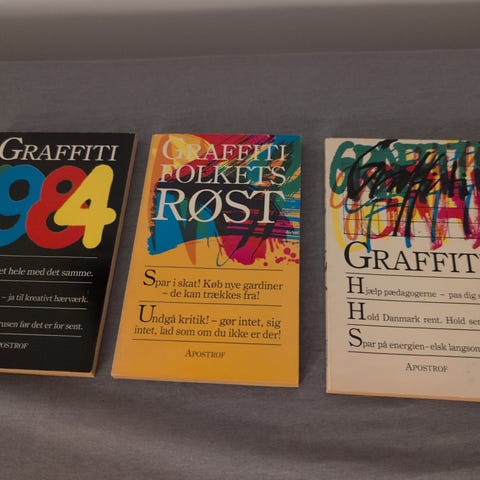 GRAFFITI
1984
et hele med det samme.
– ja til kreativt hærværk.
rusen før det er for sent.
APOSTROF
GRAFFITI
FOLKETS
RØST
Spar i skat! Køb nye gardiner
– de kan trækkes fra!
Undgå kritik! – gør intet, sig
intet, lad som om du ikke er der!
APOSTROF
Graffiti
GRAFFITI
Hjælp pædagogerne – pas dig s
Hold Danmark rent. Hold se
Spar på energien – elsk langsom
APOSTROF